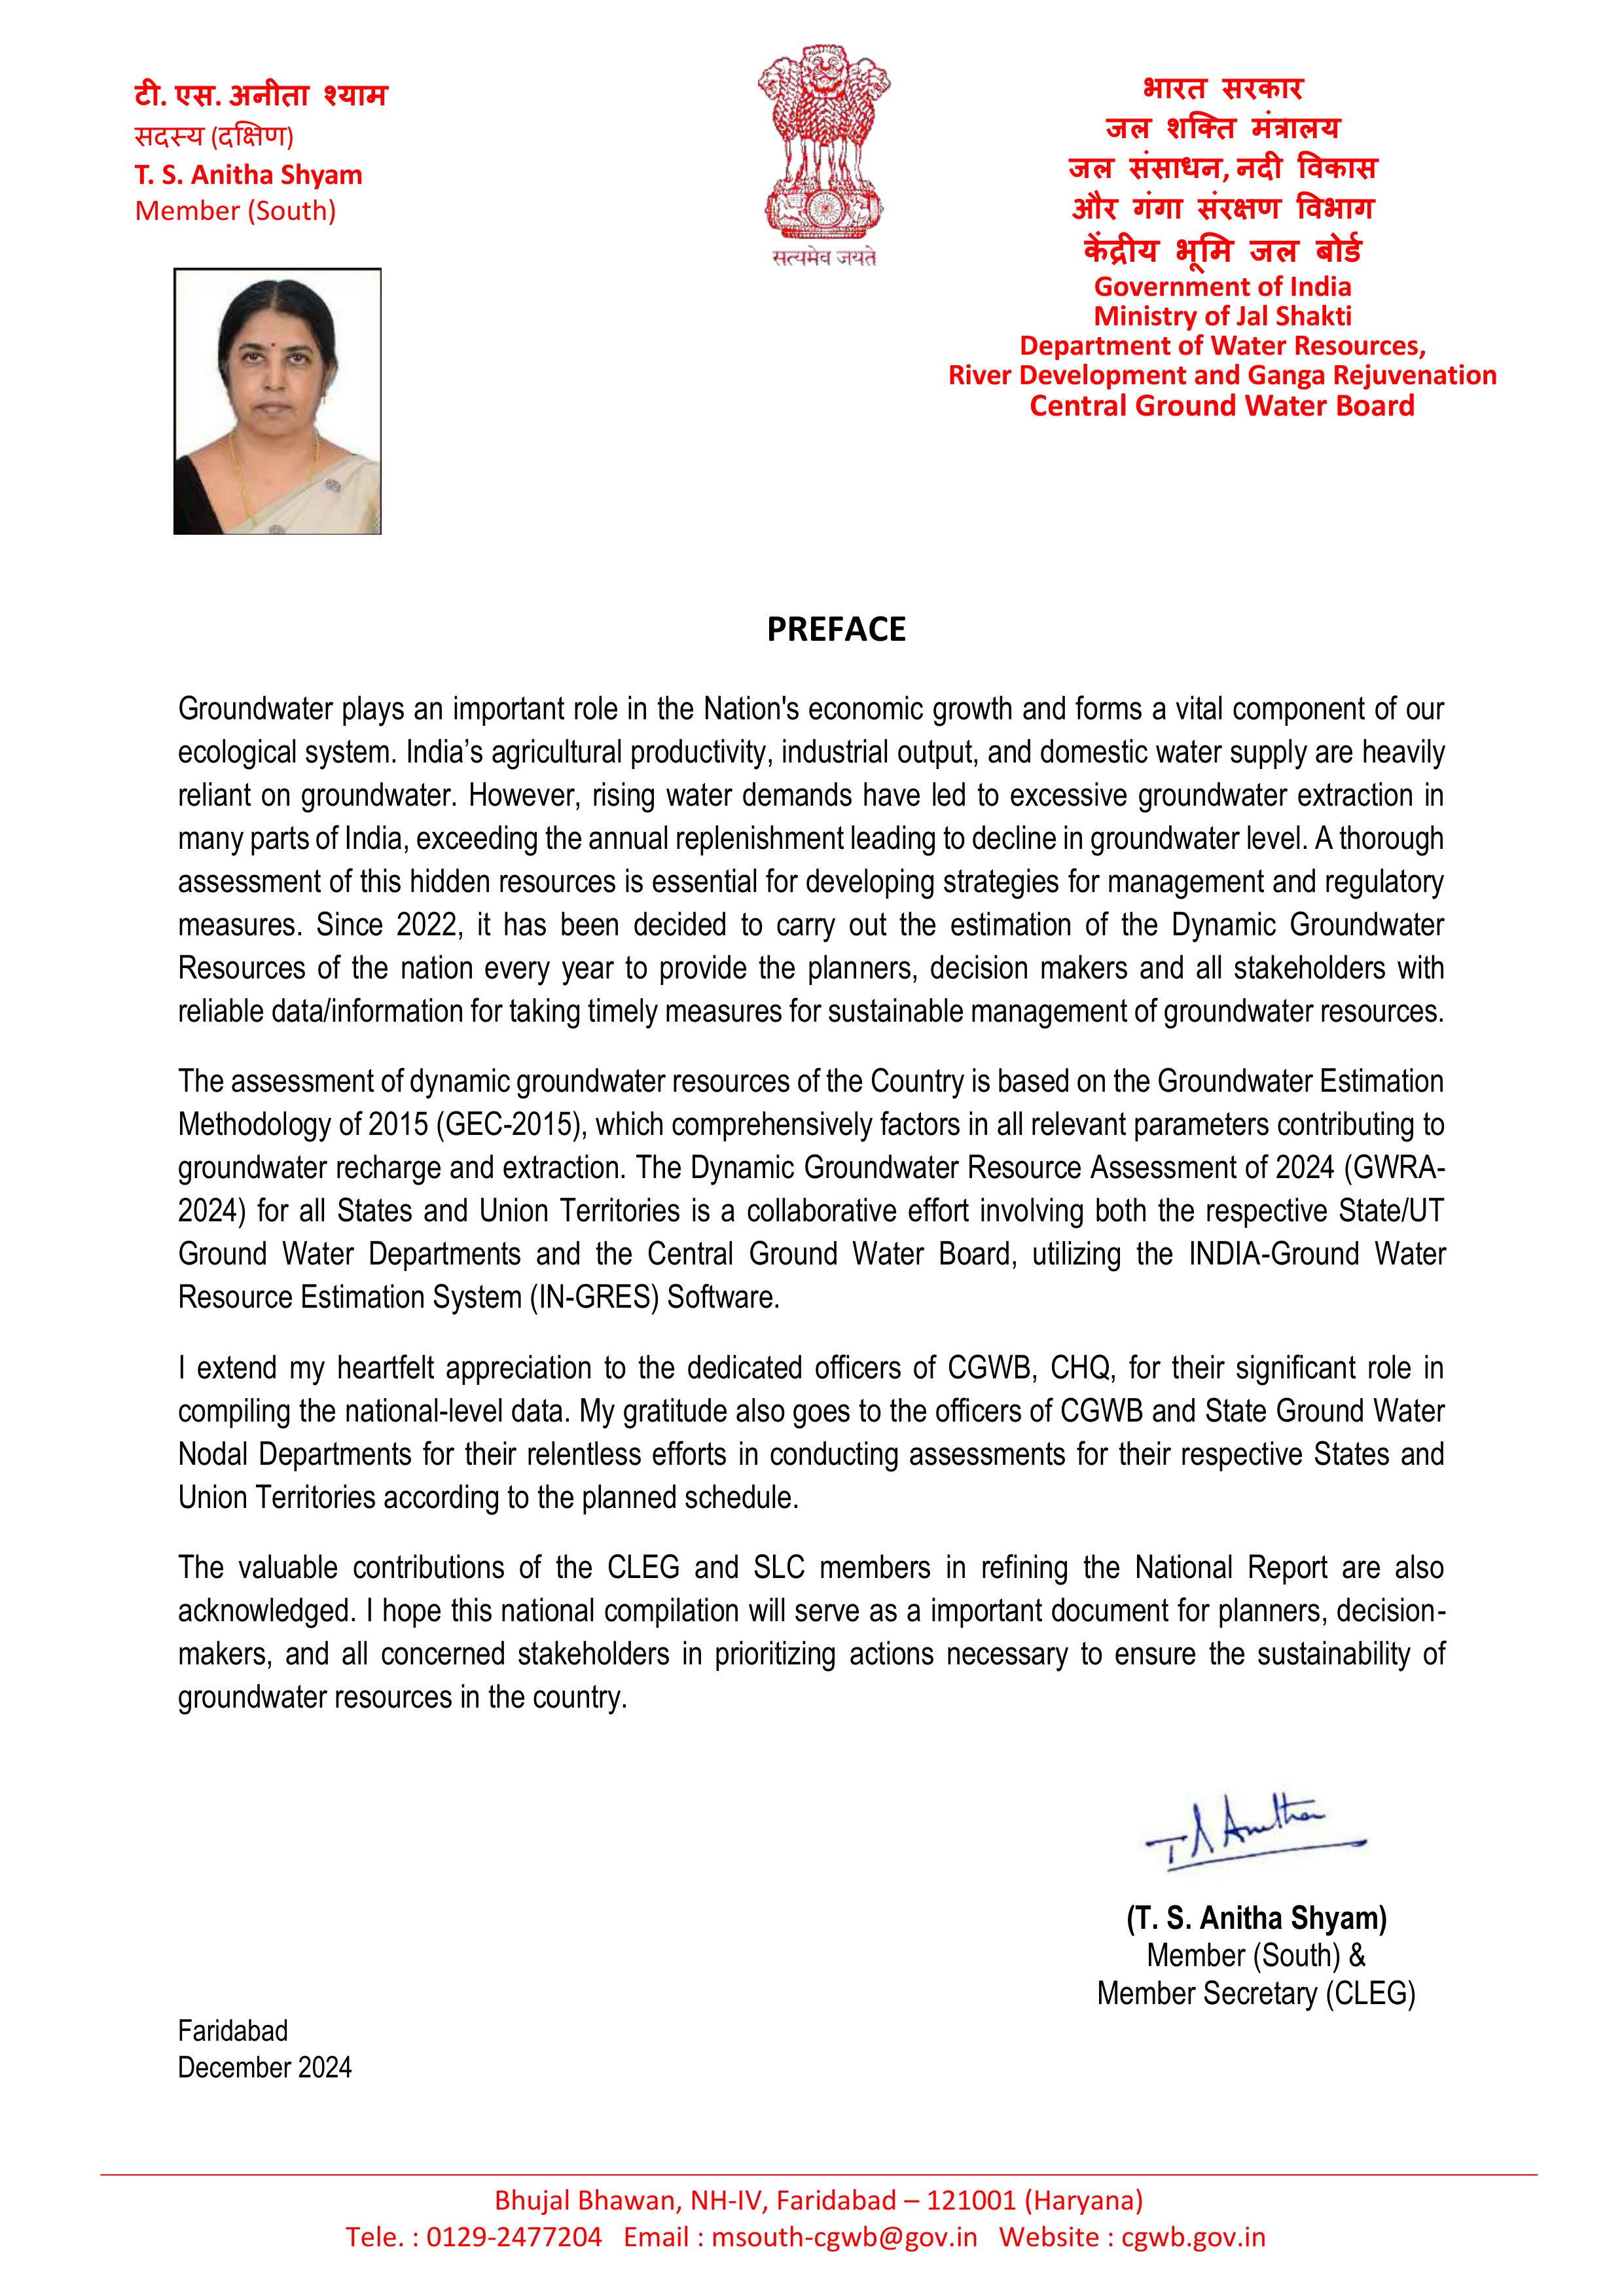 टी. एस. अनीता श्याम
सदस्य (दक्षिण)
T. S. Anitha Shyam
Member (South)
सत्यमेव जयते
भारत सरकार
जल शक्ति मंत्रालय
जल संसाधन, नदी विकास
और गंगा संरक्षण विभाग
केंद्रीय भूमि जल बोर्ड
Government of India
Ministry of Jal Shakti
Department of Water Resources,
River Development and Ganga Rejuvenation
Central Ground Water Board
PREFACE
Groundwater plays an important role in the Nation's economic growth and forms a vital component of our
ecological system. India’s agricultural productivity, industrial output, and domestic water supply are heavily
reliant on groundwater. However, rising water demands have led to excessive groundwater extraction in
many parts of India, exceeding the annual replenishment leading to decline in groundwater level. A thorough
assessment of this hidden resources is essential for developing strategies for management and regulatory
measures. Since 2022, it has been decided to carry out the estimation of the Dynamic Groundwater
Resources of the nation every year to provide the planners, decision makers and all stakeholders with
reliable data/information for taking timely measures for sustainable management of groundwater resources.
The assessment of dynamic groundwater resources of the Country is based on the Groundwater Estimation
Methodology of 2015 (GEC-2015), which comprehensively factors in all relevant parameters contributing to
groundwater recharge and extraction. The Dynamic Groundwater Resource Assessment of 2024 (GWRA-
2024) for all States and Union Territories is a collaborative effort involving both the respective State/UT
Ground Water Departments and the Central Ground Water Board, utilizing the INDIA-Ground Water
Resource Estimation System (IN-GRES) Software.
I extend my heartfelt appreciation to the dedicated officers of CGWB, CHQ, for their significant role in
compiling the national-level data. My gratitude also goes to the officers of CGWB and State Ground Water
Nodal Departments for their relentless efforts in conducting assessments for their respective States and
Union Territories according to the planned schedule.
The valuable contributions of the CLEG and SLC members in refining the National Report are also
acknowledged. I hope this national compilation will serve as a important document for planners, decision-
makers, and all concerned stakeholders in prioritizing actions necessary to ensure the sustainability of
groundwater resources in the country.
T S Anitha
(T. S. Anitha Shyam)
Member (South) &
Member Secretary (CLEG)
Faridabad
December 2024
Bhujal Bhawan, NH-IV, Faridabad – 121001 (Haryana)
Tele. : 0129-2477204 Email : msouth-cgwb@gov.in Website : cgwb.gov.in